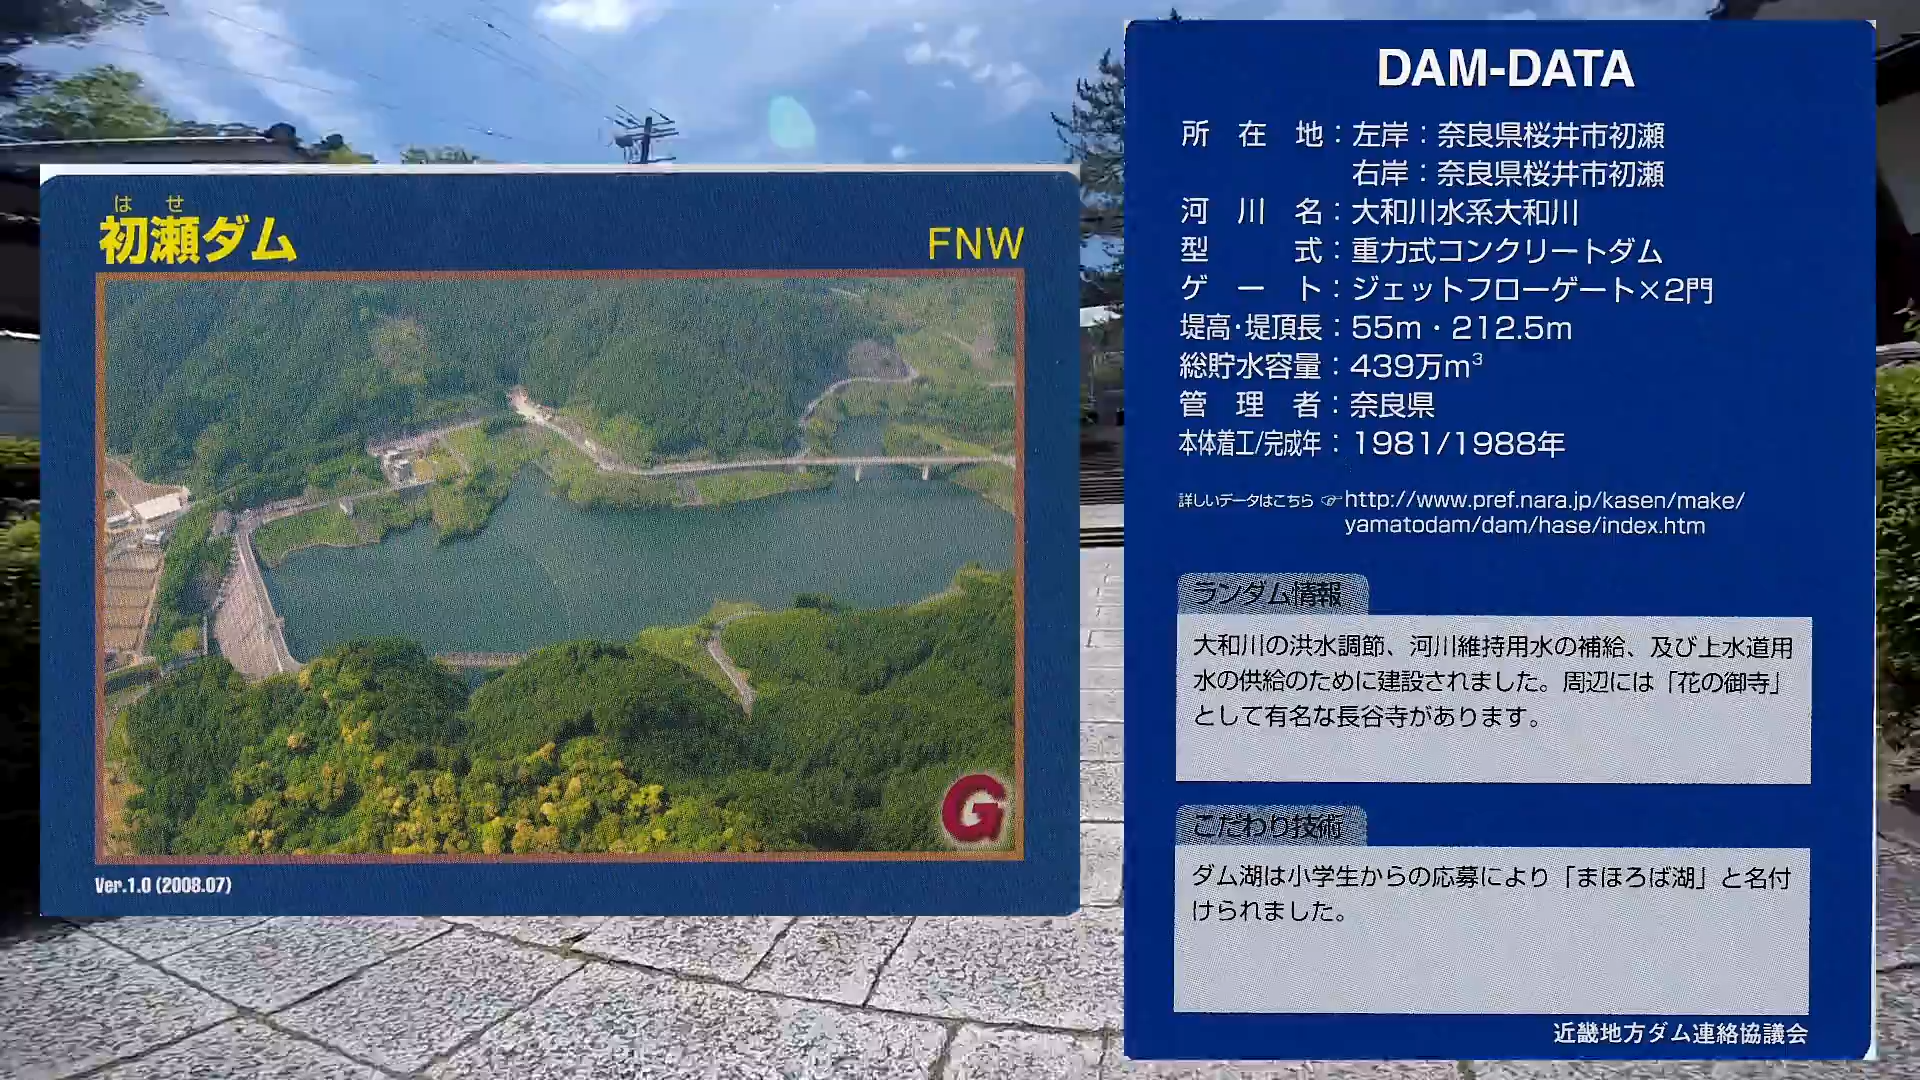 はせ
初瀬ダム
FNW
G
Ver.1.0 (2008.07)
DAM-DATA
所在地：左岸：奈良県桜井市初瀬
右岸：奈良県桜井市初瀬
河川名：大和川水系大和川
型式：重力式コンクリートダム
ゲート：ジェットフローゲート×2門
堤高・堤頂長：55m・212.5m
総貯水容量：439万m³
管理者：奈良県
本体着工/完成年：1981/1988年
詳しいデータはこちら☞http://www.pref.nara.jp/kasen/make/
yamatodam/dam/hase/index.htm
ランダム情報
大和川の洪水調節、河川維持用水の補給、及び上水道用
水の供給のために建設されました。周辺には「花の御寺」
として有名な長谷寺があります。
こだわり技術
ダム湖は小学生からの応募により「まほろば湖」と名付
けられました。
近畿地方ダム連絡協議会